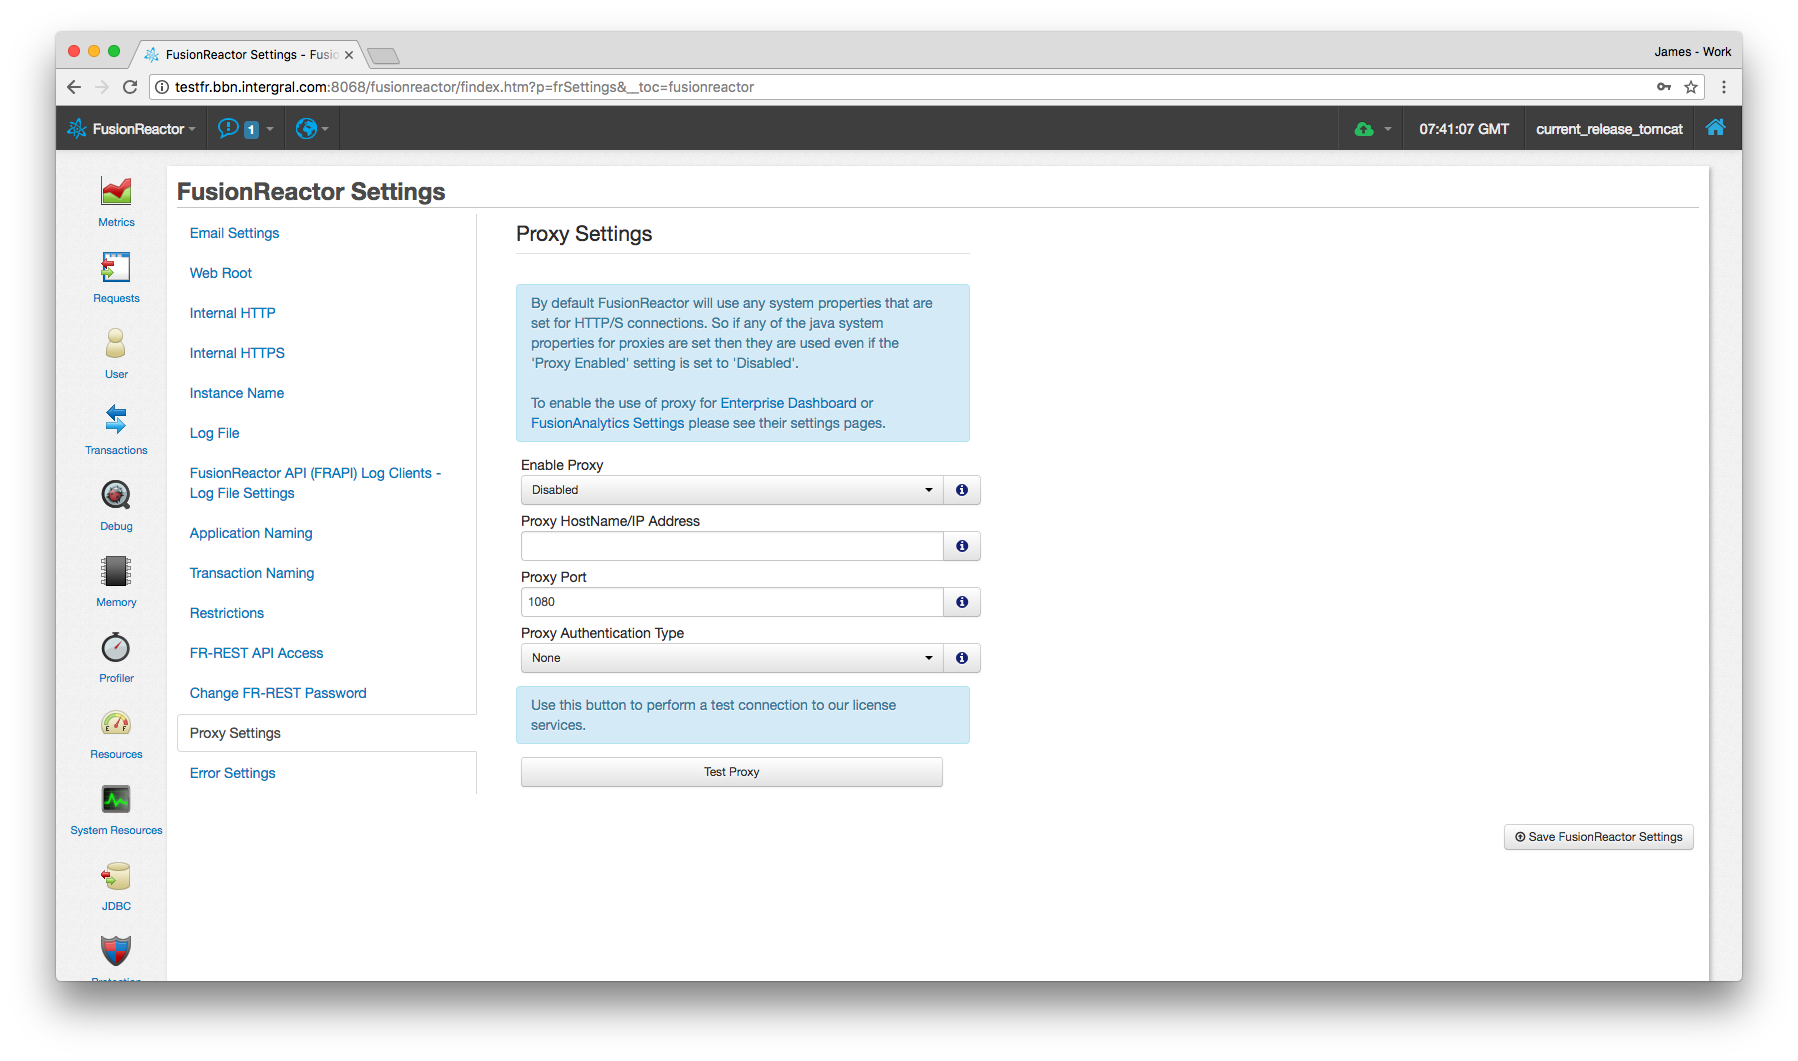 FusionReactor Settings - Fusio
James - Work
testfr.bbn.intergral.com:8068/fusionreactor/findex.htm?p=frSettings&__toc=fusionreactor
FusionReactor
1
07:41:07 GMT
current_release_tomcat
Metrics
Requests
User
Transactions
Debug
Memory
Profiler
E F
Resources
System Resources
JDBC
Protection
FusionReactor Settings
Email Settings
Web Root
Internal HTTP
Internal HTTPS
Instance Name
Log File
FusionReactor API (FRAPI) Log Clients -
Log File Settings
Application Naming
Transaction Naming
Restrictions
FR-REST API Access
Change FR-REST Password
Proxy Settings
Error Settings
Proxy Settings
By default FusionReactor will use any system properties that are
set for HTTP/S connections. So if any of the java system
properties for proxies are set then they are used even if the
'Proxy Enabled' setting is set to 'Disabled'.
To enable the use of proxy for Enterprise Dashboard or
FusionAnalytics Settings please see their settings pages.
Enable Proxy
Disabled
Proxy HostName/IP Address
Proxy Port
1080
Proxy Authentication Type
None
Use this button to perform a test connection to our license
services.
Test Proxy
Save FusionReactor Settings